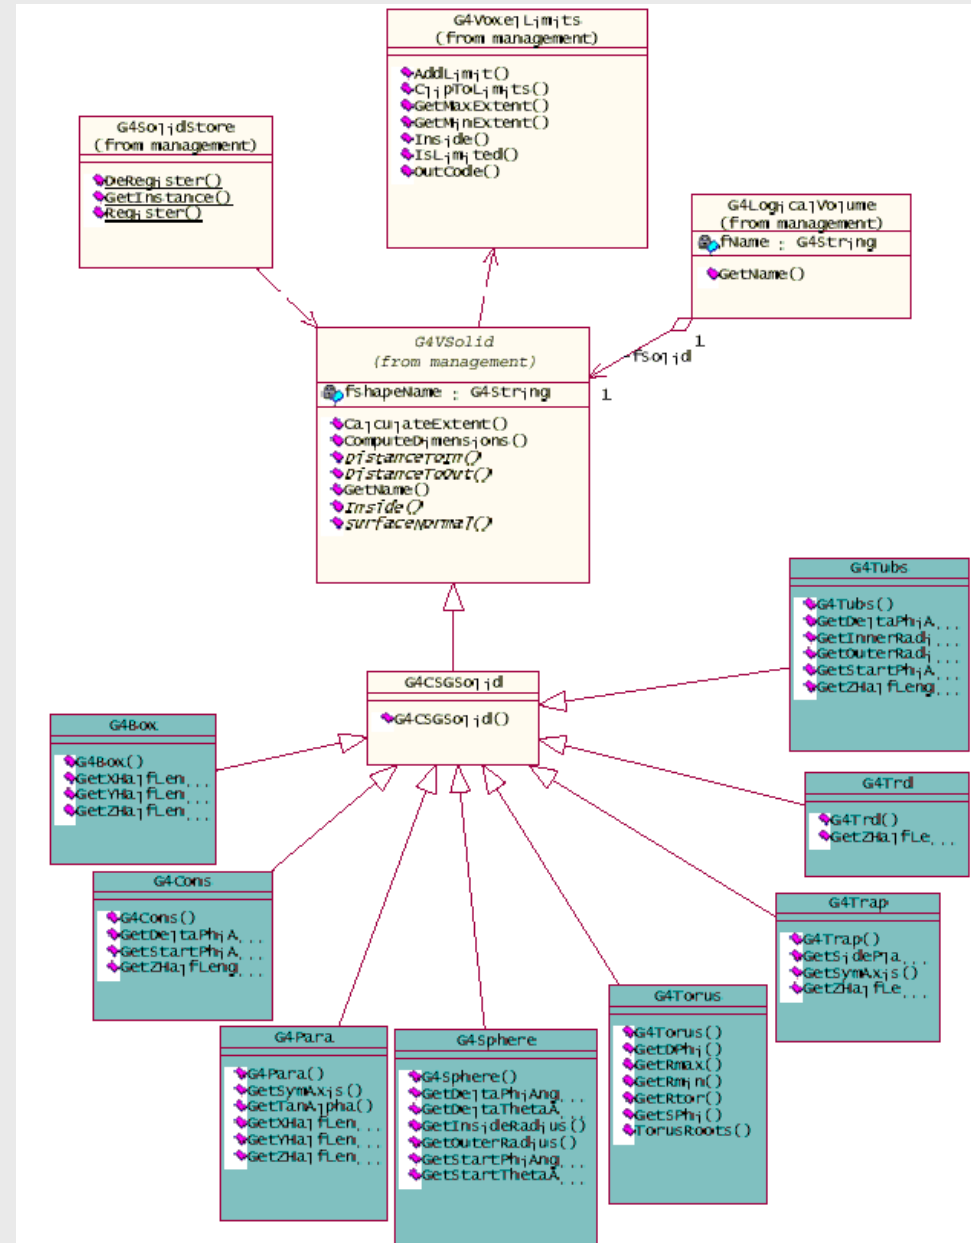 G4VoxelLimits
(from management)
AddLimit()
ClipToLimits()
GetMaxExtent()
GetMinExtent()
Inside()
IsLimited()
OutCode()
G4SolidStore
(from management)
DeRegister()
GetInstance()
Register()
G4LogicalVolume
(from management)
fName : G4String
GetName()
1
-fSolid
1
G4VSolid
(from management)
fshapeName : G4String
CalculateExtent()
ComputeDimensions()
DistanceToIn()
DistanceToOut()
GetName()
Inside()
SurfaceNormal()
G4Tubs
G4Tubs()
GetDeltaPhiA...
GetInnerRadi...
GetOuterRadi...
GetStartPhiA...
GetZHalfLeng...
G4CSGSolid
G4CSGSolid()
G4Box
G4Box()
GetXHalfLen...
GetYHalfLen...
GetZHalfLen...
G4Trd
G4Trd()
GetZHalfLe...
G4Cons
G4Cons()
GetDeltaPhiA...
GetStartPhiA...
GetZHalfLeng...
G4Trap
G4Trap()
GetSidePla...
GetSymAxis()
GetZHalfLe...
G4Para
G4Para()
GetSymAxis()
GetTanAlpha()
GetXHalfLen...
GetYHalfLen...
GetZHalfLen...
G4Sphere
G4Sphere()
GetDeltaPhiAng...
GetDeltaThetaA...
GetInsideRadius()
GetOuterRadius()
GetStartPhiAng...
GetStartThetaA...
G4Torus
G4Torus()
GetDPhi()
GetRmax()
GetRmin()
GetRtor()
GetSPhi()
TorusRoots()